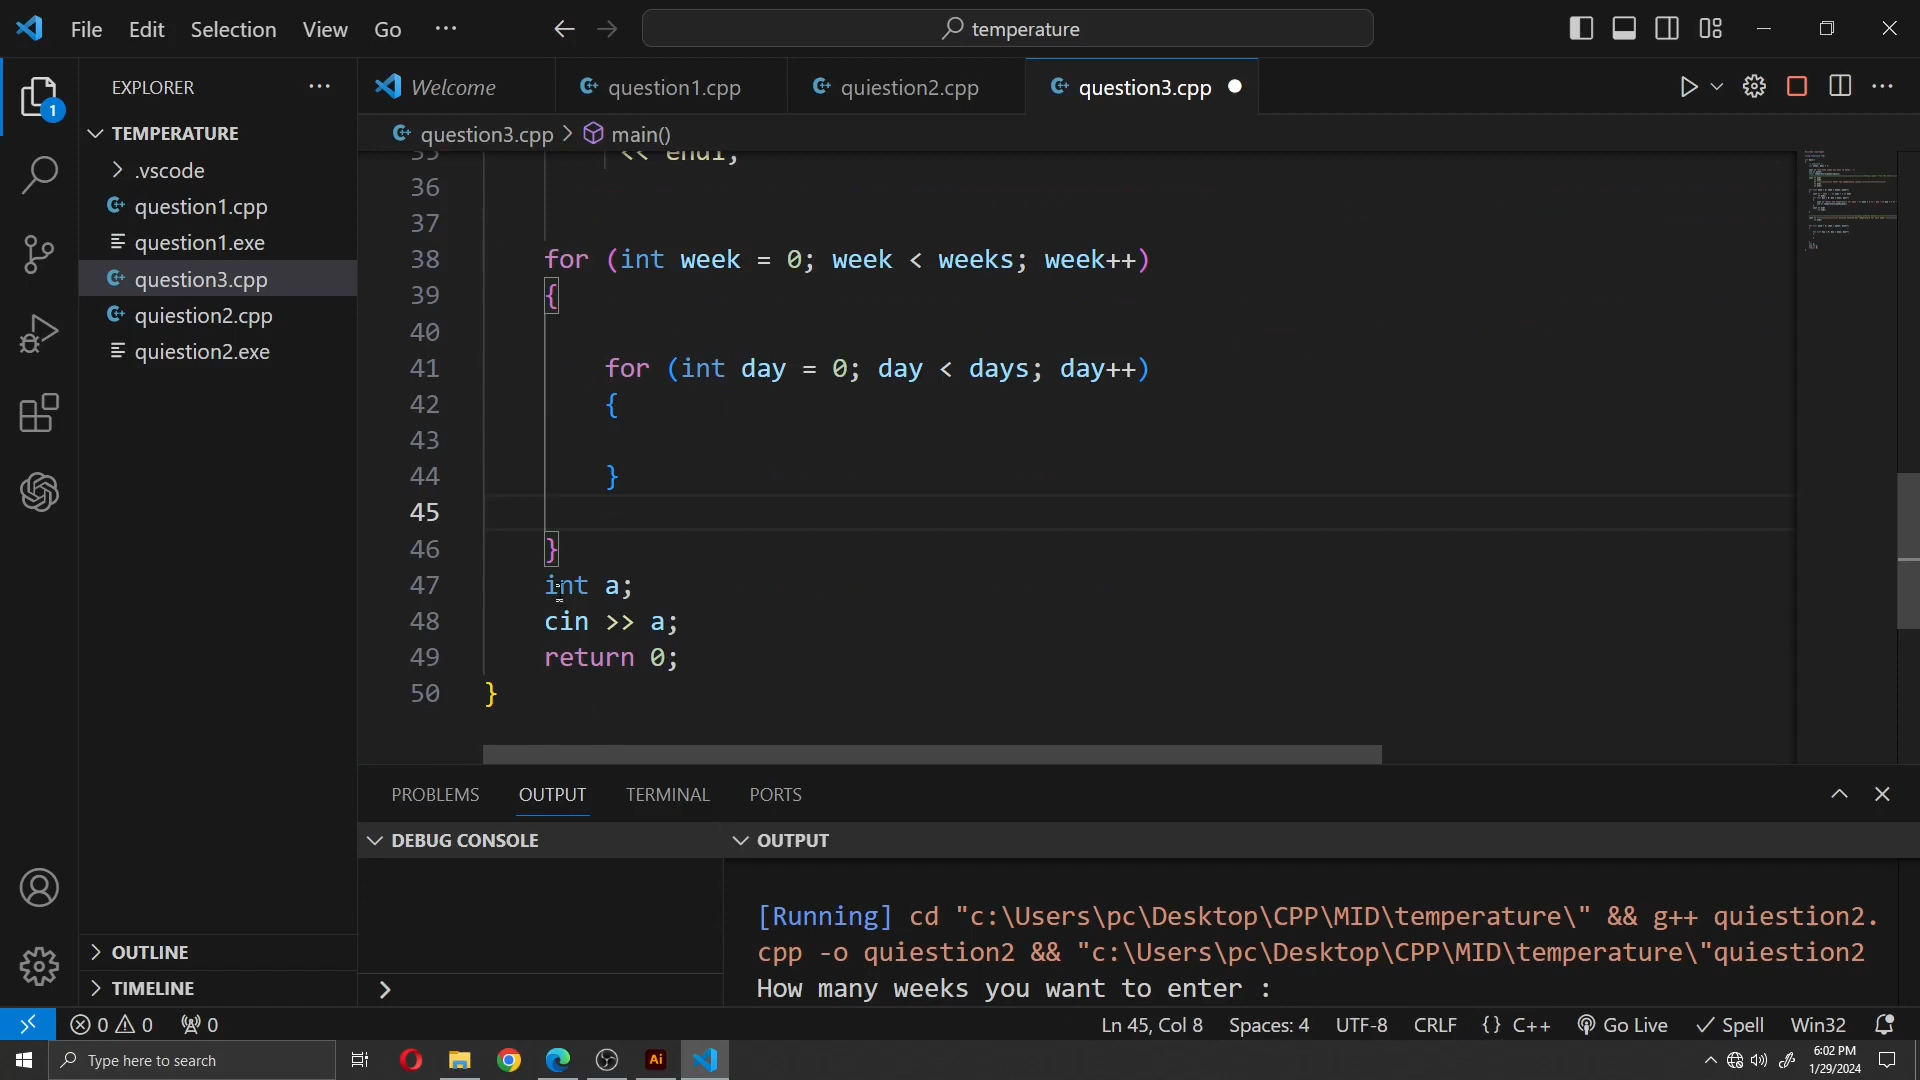 File Edit Selection View Go ··· temperature
EXPLORER ···
Welcome question1.cpp quiestion2.cpp question3.cpp
question3.cpp > main()
TEMPERATURE
.vscode
question1.cpp
question1.exe
question3.cpp
quiestion2.cpp
quiestion2.exe
OUTLINE
TIMELINE
1
35 << endl;
36
37
38 for (int week = 0; week < weeks; week++)
39 {
40
41 for (int day = 0; day < days; day++)
42 {
43
44 }
45
46 }
47 int a;
48 cin >> a;
49 return 0;
50 }
PROBLEMS OUTPUT TERMINAL PORTS
DEBUG CONSOLE
OUTPUT
[Running] cd "c:\Users\pc\Desktop\CPP\MID\temperature\" && g++ quiestion2.
cpp -o quiestion2 && "c:\Users\pc\Desktop\CPP\MID\temperature\"quiestion2
How many weeks you want to enter :
0 0 0 Ln 45, Col 8 Spaces: 4 UTF-8 CRLF {} C++ Go Live Spell Win32
Type here to search Ai 6:02 PM
1/29/2024